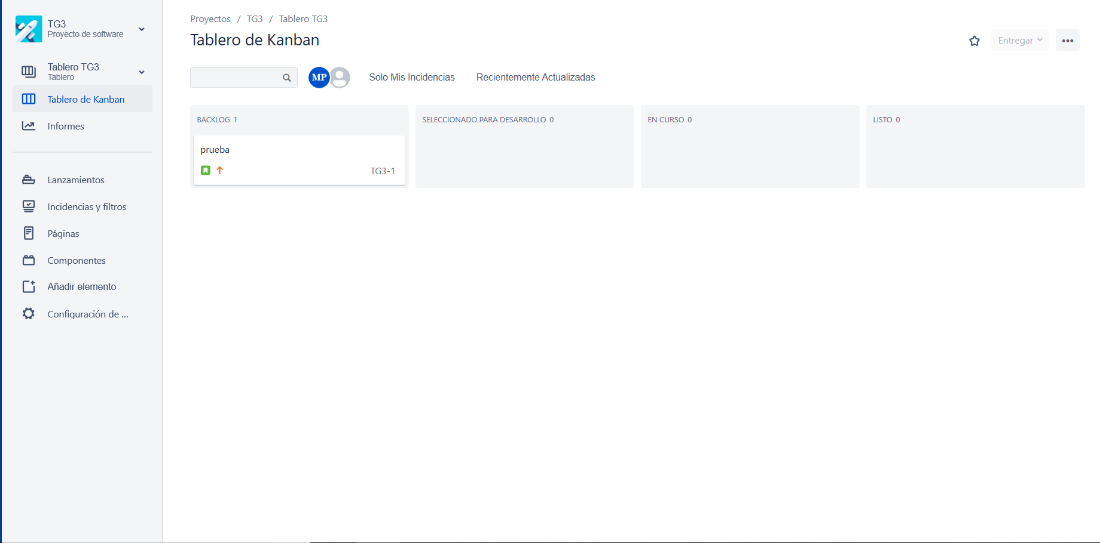 TG3
Proyecto de software
Tablero TG3
Tablero
Tablero de Kanban
Informes
Lanzamientos
Incidencias y filtros
Páginas
Componentes
Añadir elemento
Configuración de ...
Proyectos / TG3 / Tablero TG3
Tablero de Kanban
Entregar
MP
Solo Mis Incidencias
Recientemente Actualizadas
BACKLOG 1
SELECCIONADO PARA DESARROLLO 0
EN CURSO 0
LISTO 0
prueba
TG3-1